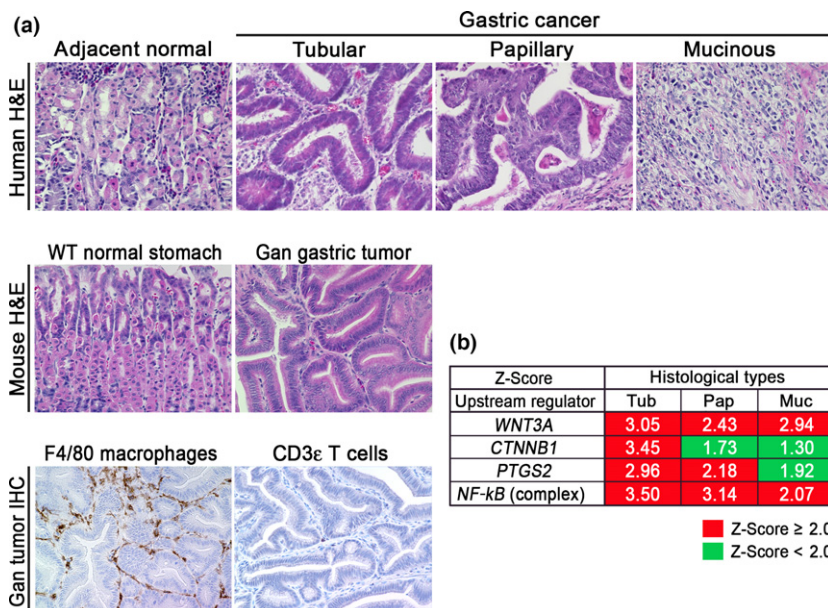 (a)
Gastric cancer
Adjacent normal Tubular Papillary Mucinous
Human H&E
WT normal stomach Gan gastric tumor
Mouse H&E
F4/80 macrophages CD3ε T cells
Gan tumor IHC
(b)
Z-Score Histological types
Upstream regulator Tub Pap Muc
WNT3A 3.05 2.43 2.94
CTNNB1 3.45 1.73 1.30
PTGS2 2.96 2.18 1.92
NF-kB (complex) 3.50 3.14 2.07
Z-Score ≥ 2.0
Z-Score < 2.0